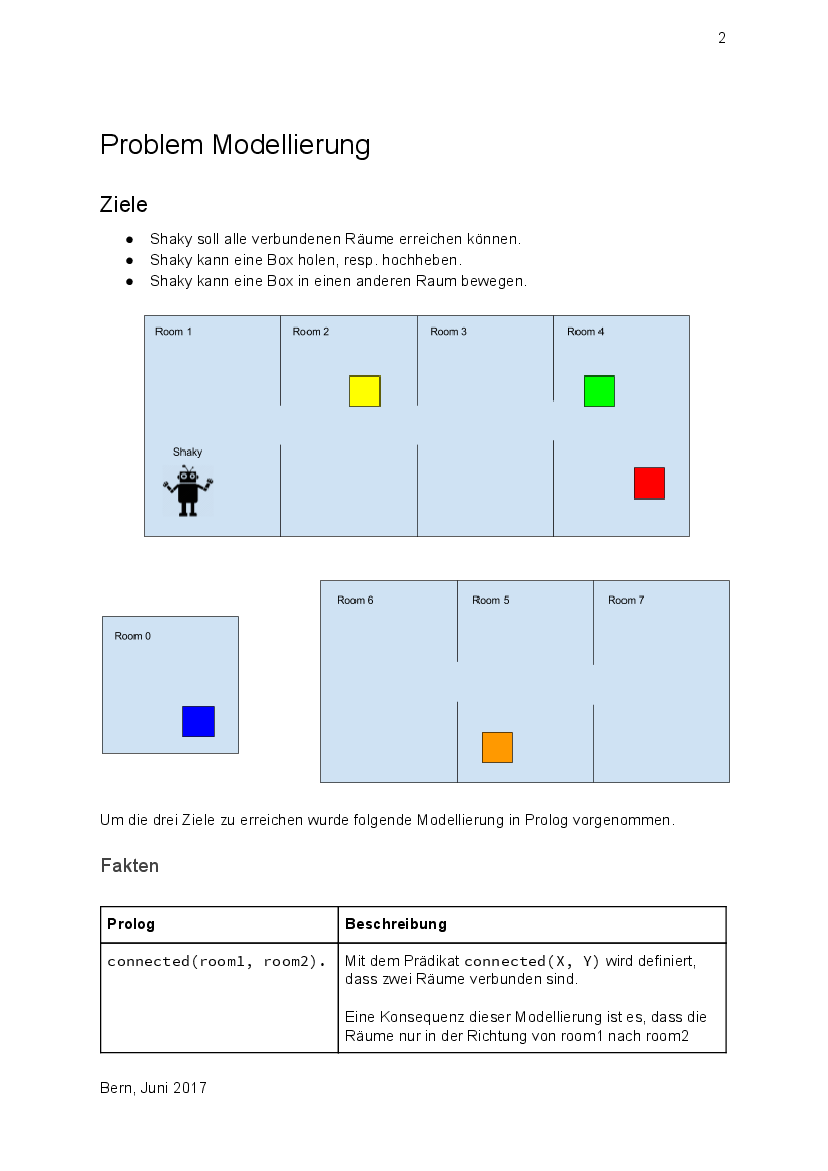 2
Problem Modellierung
Ziele
● Shaky soll alle verbundenen Räume erreichen können.
● Shaky kann eine Box holen, resp. hochheben.
● Shaky kann eine Box in einen anderen Raum bewegen.
Room 1
Room 2
Room 3
Room 4
Shaky
Room 6
Room 5
Room 7
Room 0
Um die drei Ziele zu erreichen wurde folgende Modellierung in Prolog vorgenommen.
Fakten
Prolog
Beschreibung
connected(room1, room2).
Mit dem Prädikat connected(X, Y) wird definiert,
dass zwei Räume verbunden sind.
Eine Konsequenz dieser Modellierung ist es, dass die
Räume nur in der Richtung von room1 nach room2
Bern, Juni 2017